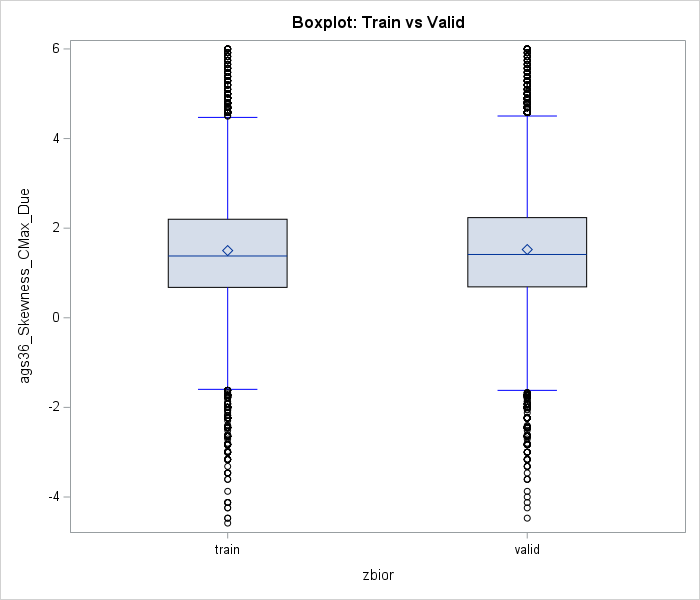 Boxplot: Train vs Valid
6
4
2
0
-2
-4
ags36_Skewness_CMax_Due
train
valid
zbior